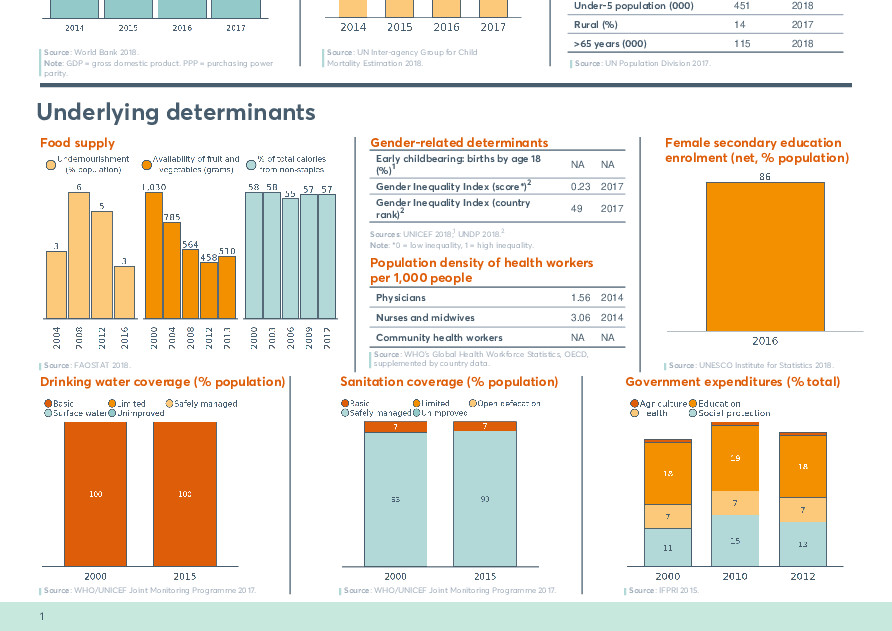 2014 2015 2016 2017
Source: World Bank 2018.
Note: GDP = gross domestic product. PPP = purchasing power
parity.
2014 2015 2016 2017
Source: UN Inter-agency Group for Child
Mortality Estimation 2018.
Under-5 population (000) 451 2018
Rural (%) 14 2017
>65 years (000) 115 2018
Source: UN Population Division 2017.
Underlying determinants
Food supply
Undernourishment
(% population)
Availability of fruit and
vegetables (grams)
% of total calories
from non-staples
3 6 5 3
1,030 785 564 458 510
58 58 55 57 57
2004 2008 2012 2016
2000 2004 2008 2012 2013
2000 2003 2006 2009 2012
Source: FAOSTAT 2018.
Gender-related determinants
Early childbearing: births by age 18
(%)1 NA NA
Gender Inequality Index (score*)2 0.23 2017
Gender Inequality Index (country
rank)2 49 2017
Sources: UNICEF 2018,1 UNDP 2018.2
Note: *0 = low inequality, 1 = high inequality.
Population density of health workers
per 1,000 people
Physicians 1.56 2014
Nurses and midwives 3.06 2014
Community health workers NA NA
Source: WHO's Global Health Workforce Statistics, OECD,
supplemented by country data.
Female secondary education
enrolment (net, % population)
86
2016
Source: UNESCO Institute for Statistics 2018.
Drinking water coverage (% population)
Basic Limited Safely managed
Surface water Unimproved
100 100
2000 2015
Source: WHO/UNICEF Joint Monitoring Programme 2017.
Sanitation coverage (% population)
Basic Limited Open defecation
Safely managed Unimproved
7 7
90
2000 2015
Source: WHO/UNICEF Joint Monitoring Programme 2017.
Government expenditures (% total)
Agriculture Education
Health Social protection
18 19 18
7 7 7
11 15 13
2000 2010 2012
Source: IFPRI 2015.
1